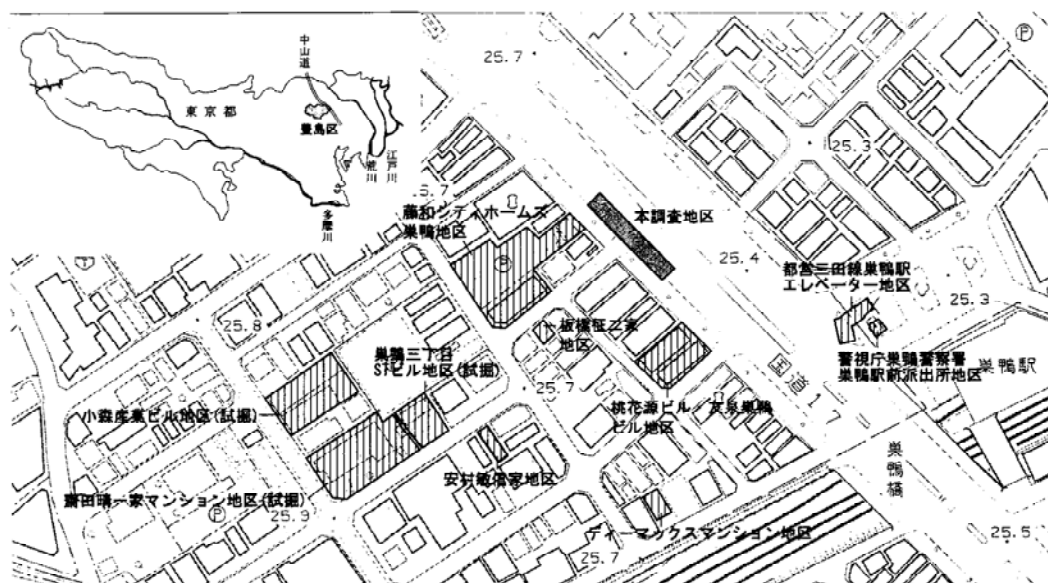 中山道
東京都
豊島区
江戸川
荒川
多摩川
25.7
25.3
25.7
藤和シティホームズ
巣鴨地区
本調査地区
25.4
都営三田線巣鴨駅
エレベーター地区
25.3
25.8
板橋征二家
地区
警視庁巣鴨警察署
巣鴨駅前派出所地区
巣鴨駅
巣鴨三丁目
STビル地区(試掘)
25.7
国道17
小森産業ビル地区(試掘)
桃花源ビル/友泉巣鴨
ビル地区
巣鴨橋
安村敏信家地区
齋田晴一家マンション地区(試掘)
25.9
ディーマックスマンション地区
25.7
25.5